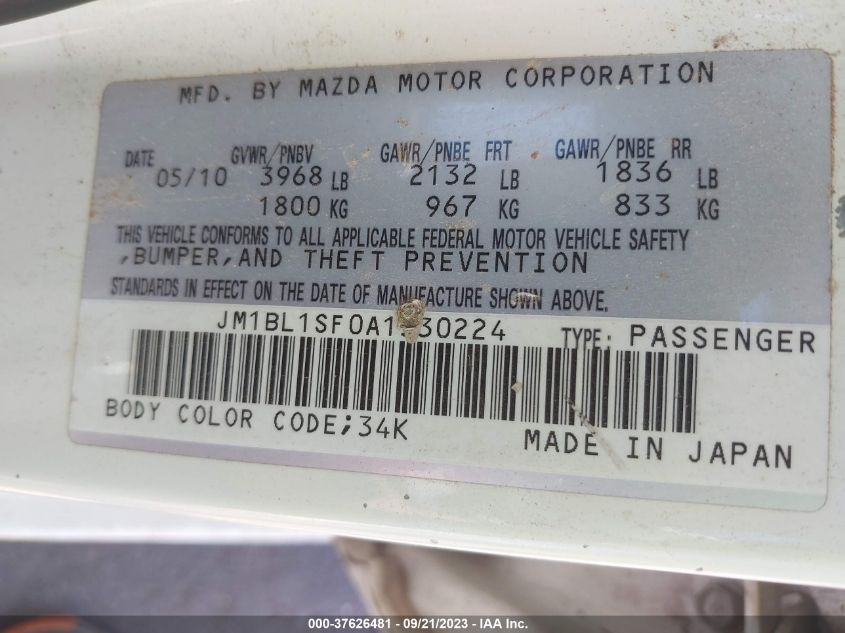 MFD. BY MAZDA MOTOR CORPORATION
DATE GVWR/PNBV GAWR/PNBE FRT GAWR/PNBE RR
05/10 3968 LB 2132 LB 1836 LB
1800 KG 967 KG 833 KG
THIS VEHICLE CONFORMS TO ALL APPLICABLE FEDERAL MOTOR VEHICLE SAFETY
,BUMPER,AND THEFT PREVENTION
STANDARDS IN EFFECT ON THE DATE OF MANUFACTURE SHOWN ABOVE.
TYPE: PASSENGER
BODY COLOR CODE;34K
MADE IN JAPAN
000-37626481 - 09/21/2023 - IAA Inc.